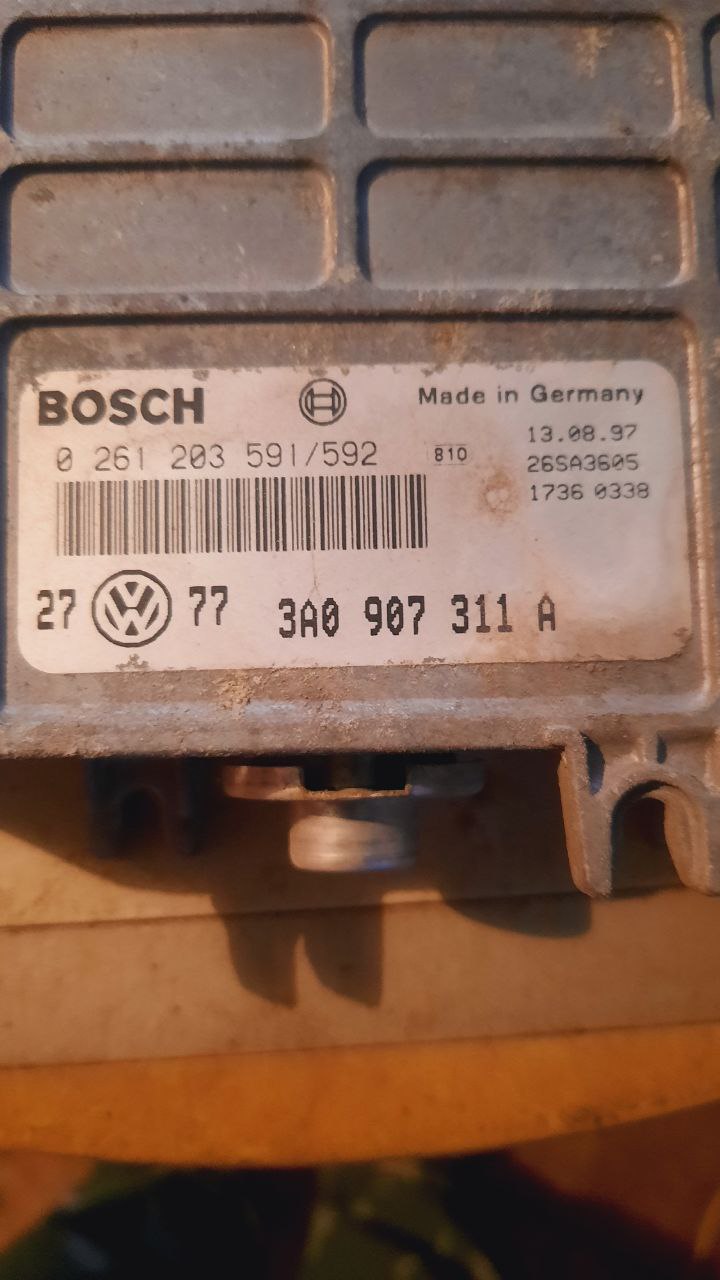 BOSCH
Made in Germany
0 261 203 591/592
810
13.08.97
26SA3605
1736 0338
27 VW 77 3A0 907 311 A